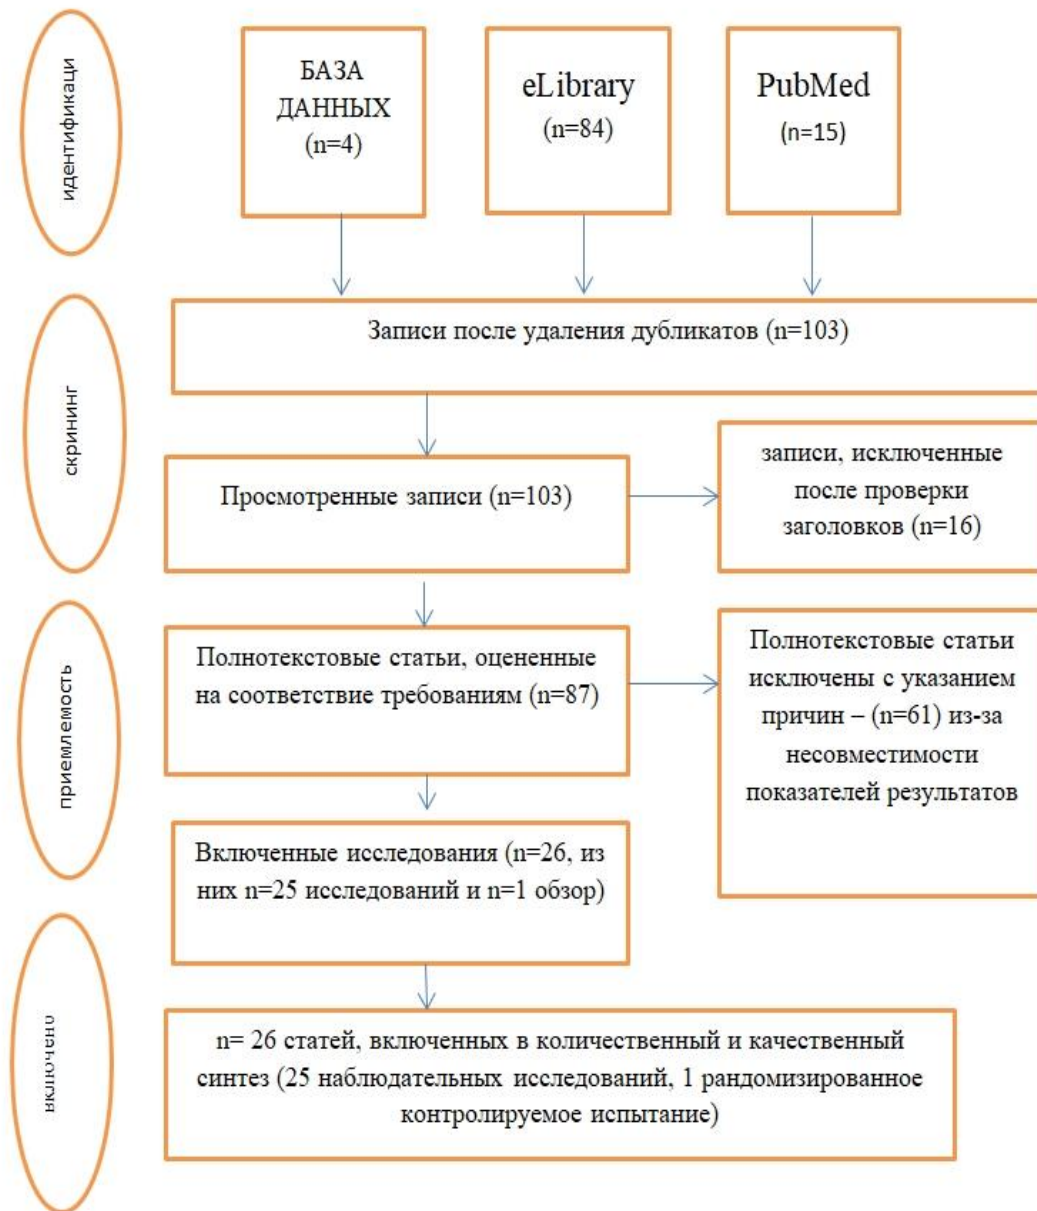 идентификаци
БАЗА
ДАННЫХ
(n=4)
eLibrary
(n=84)
PubMed
(n=15)
скрининг
Записи после удаления дубликатов (n=103)
Просмотренные записи (n=103)
записи, исключенные
после проверки
заголовков (n=16)
приемлемость
Полнотекстовые статьи, оцененные
на соответствие требованиям (n=87)
Полнотекстовые статьи
исключены с указанием
причин – (n=61) из-за
несовместимости
показателей результатов
Включенные исследования (n=26, из
них n=25 исследований и n=1 обзор)
включено
n= 26 статей, включенных в количественный и качественный
синтез (25 наблюдательных исследований, 1 рандомизированное
контролируемое испытание)